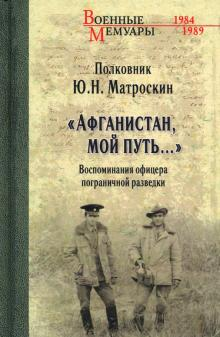 Военные
Мемуары
1984
1989
Полковник
Ю.Н. Матроскин
«Афганистан,
мой путь...»
Воспоминания офицера
пограничной разведки